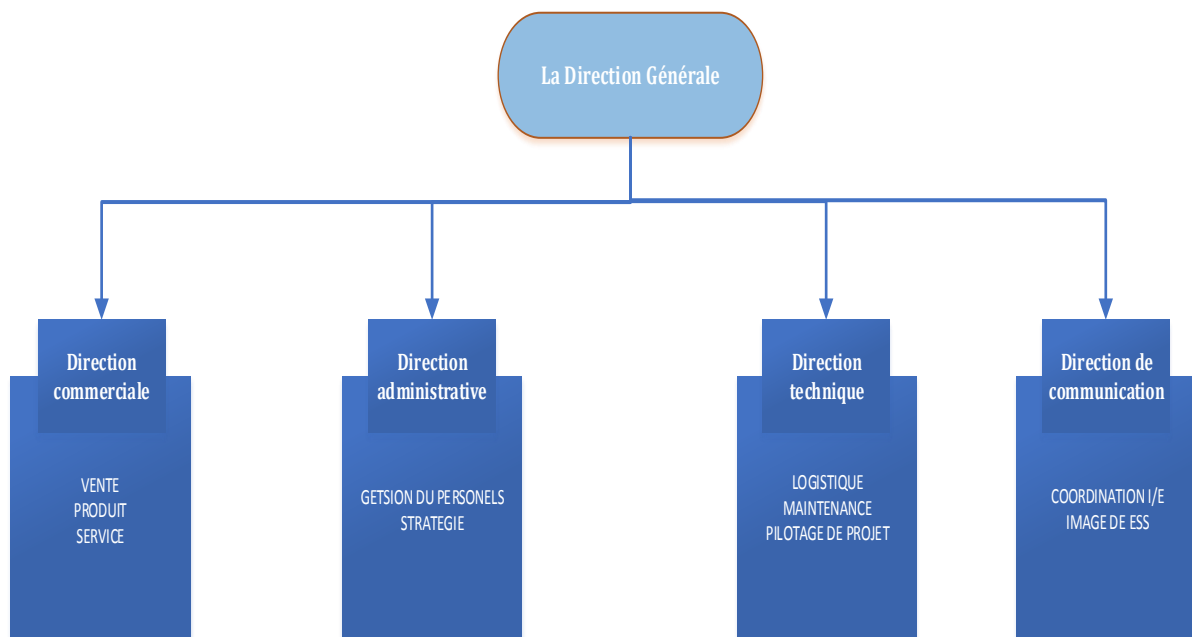 La Direction Générale
Direction
commerciale
VENTE
PRODUIT
SERVICE
Direction
administrative
GETSION DU PERSONELS
STRATEGIE
Direction
technique
LOGISTIQUE
MAINTENANCE
PILOTAGE DE PROJET
Direction de
communication
COORDINATION I/E
IMAGE DE ESS